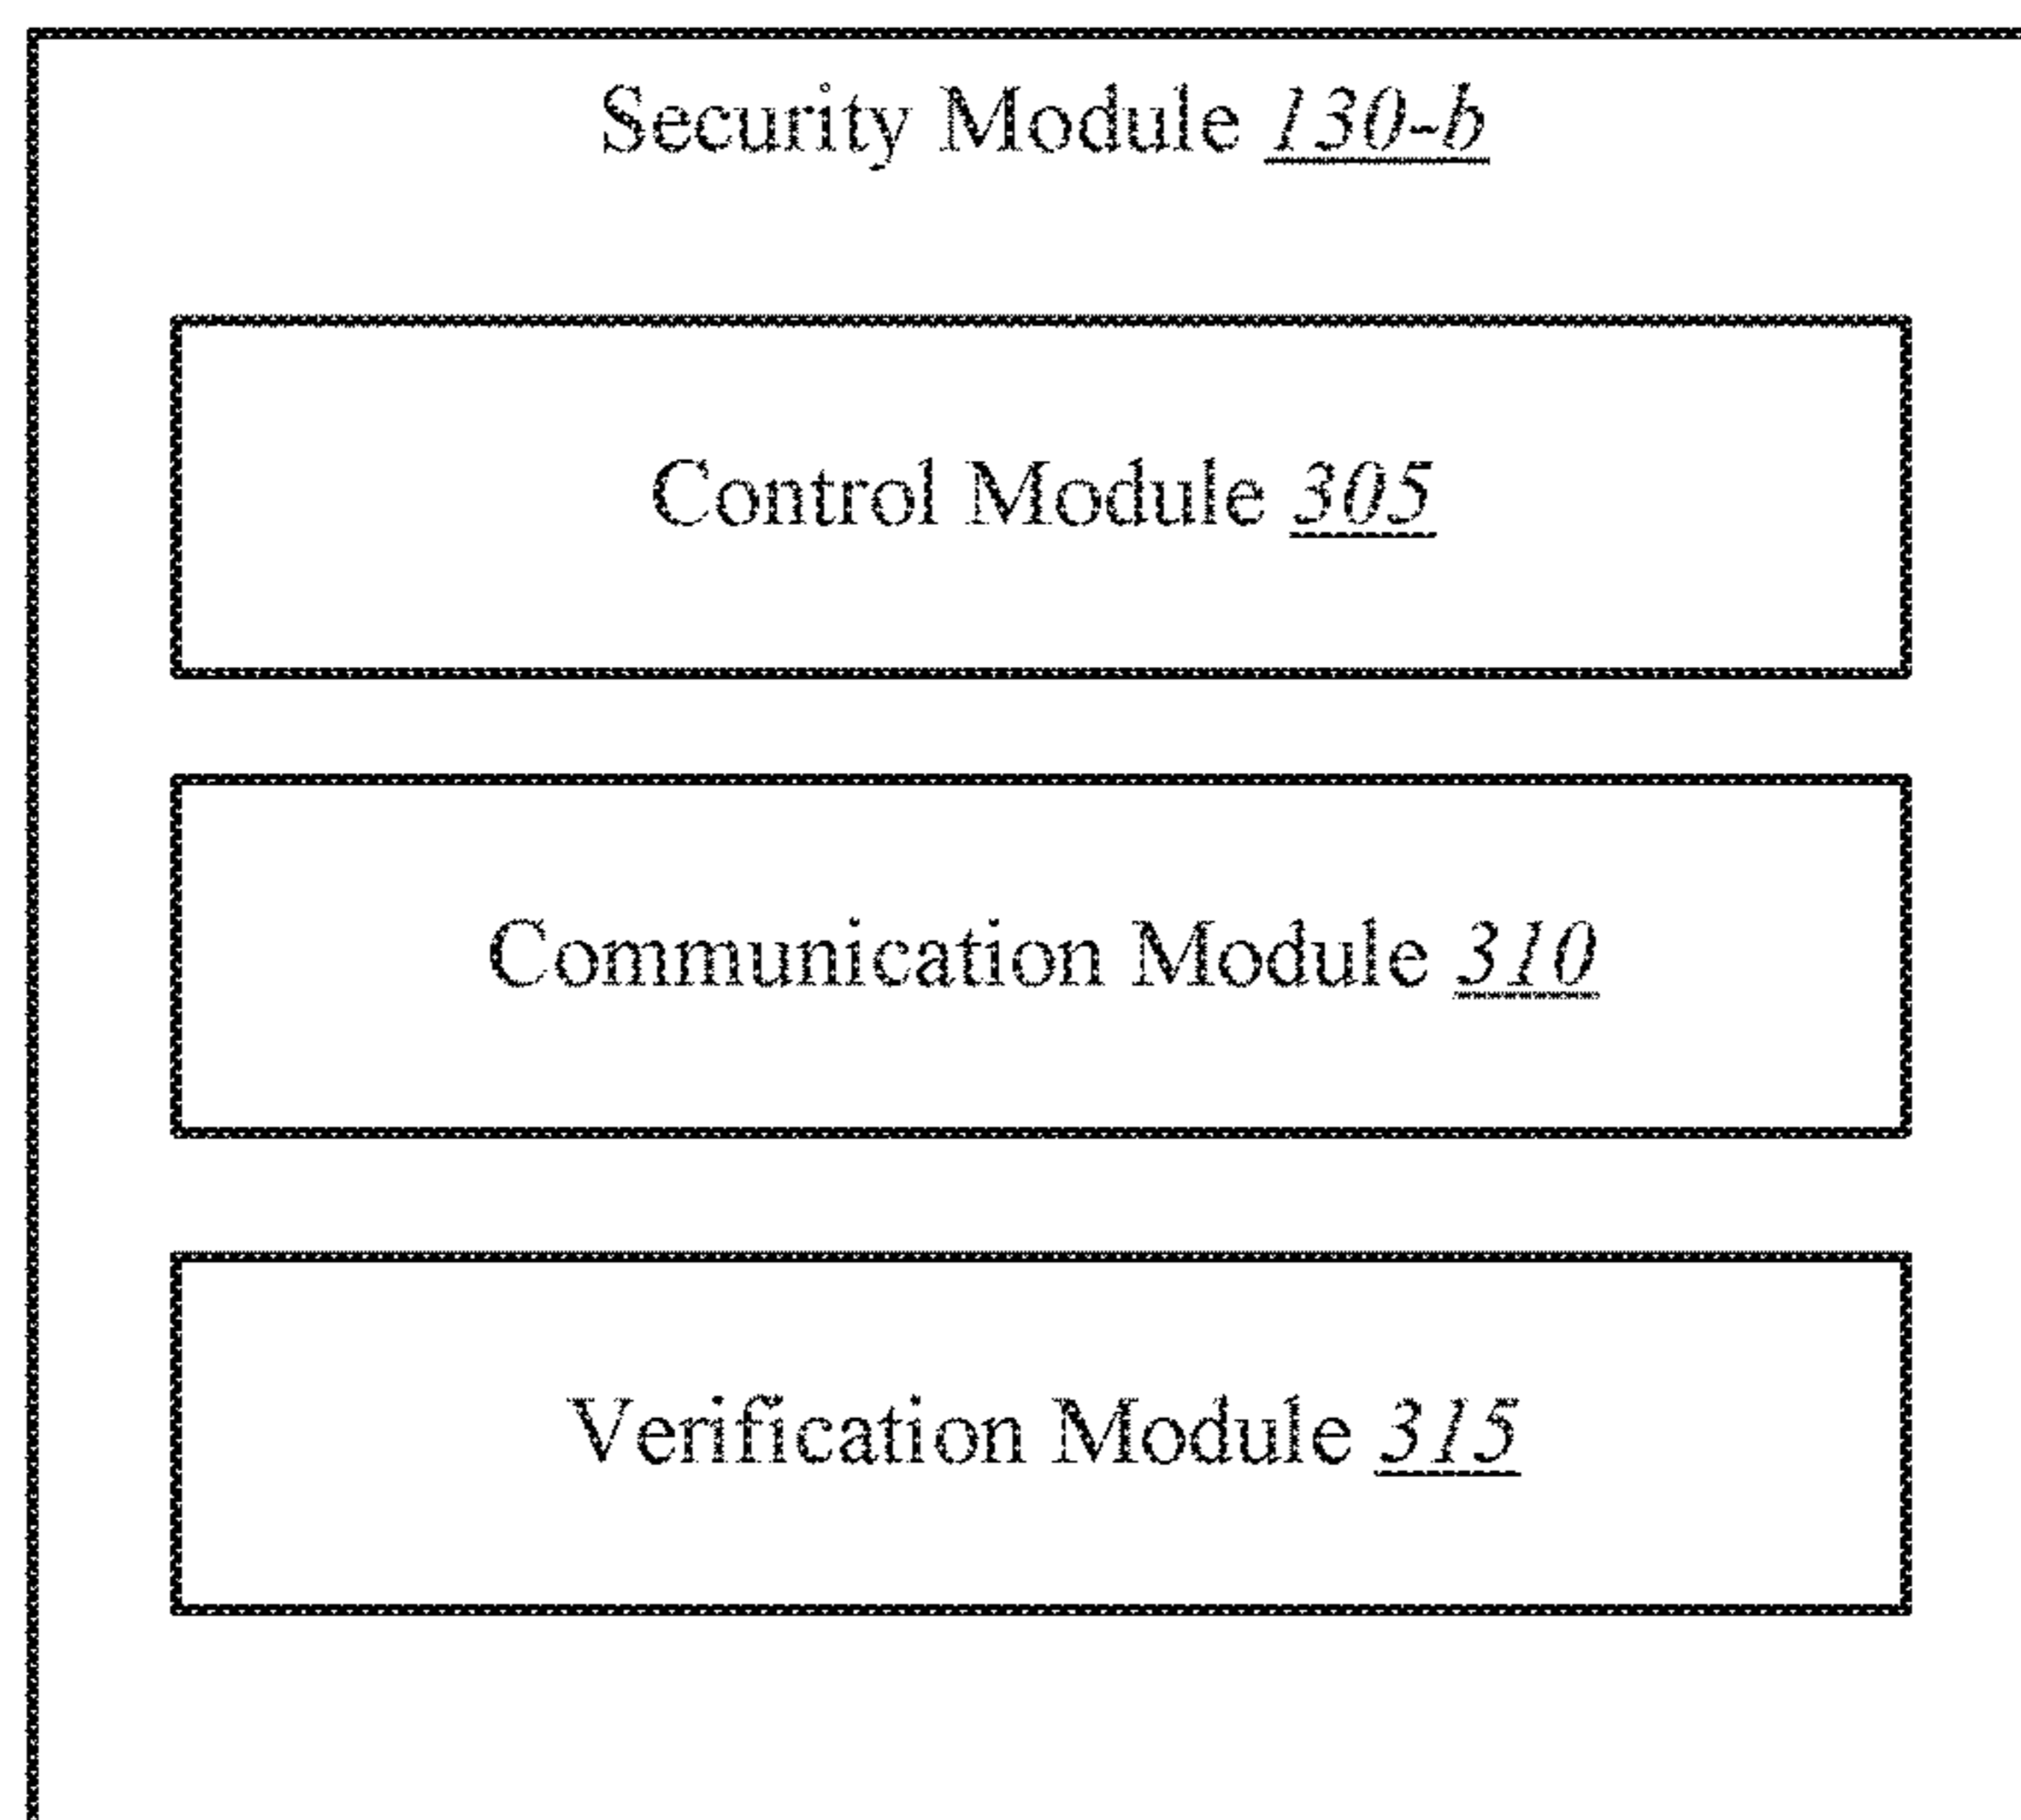 Security Module 130-b
Control Module 305
Communication Module 310
Verification Module 315